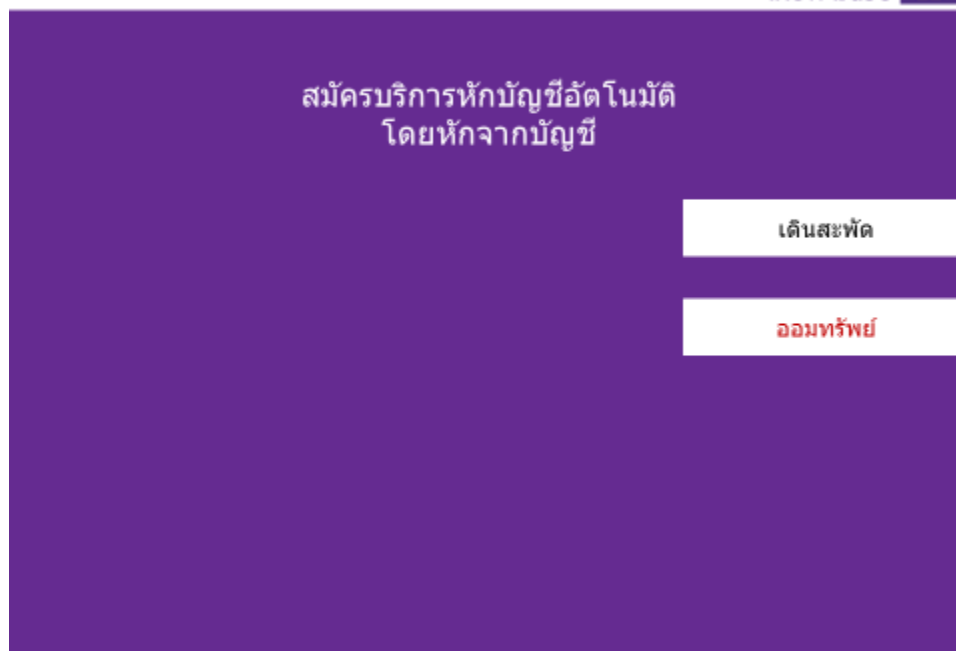 สมัครบริการหักบัญชีอัตโนมัติ
โดยหักจากบัญชี
เดินสะพัด
ออมทรัพย์